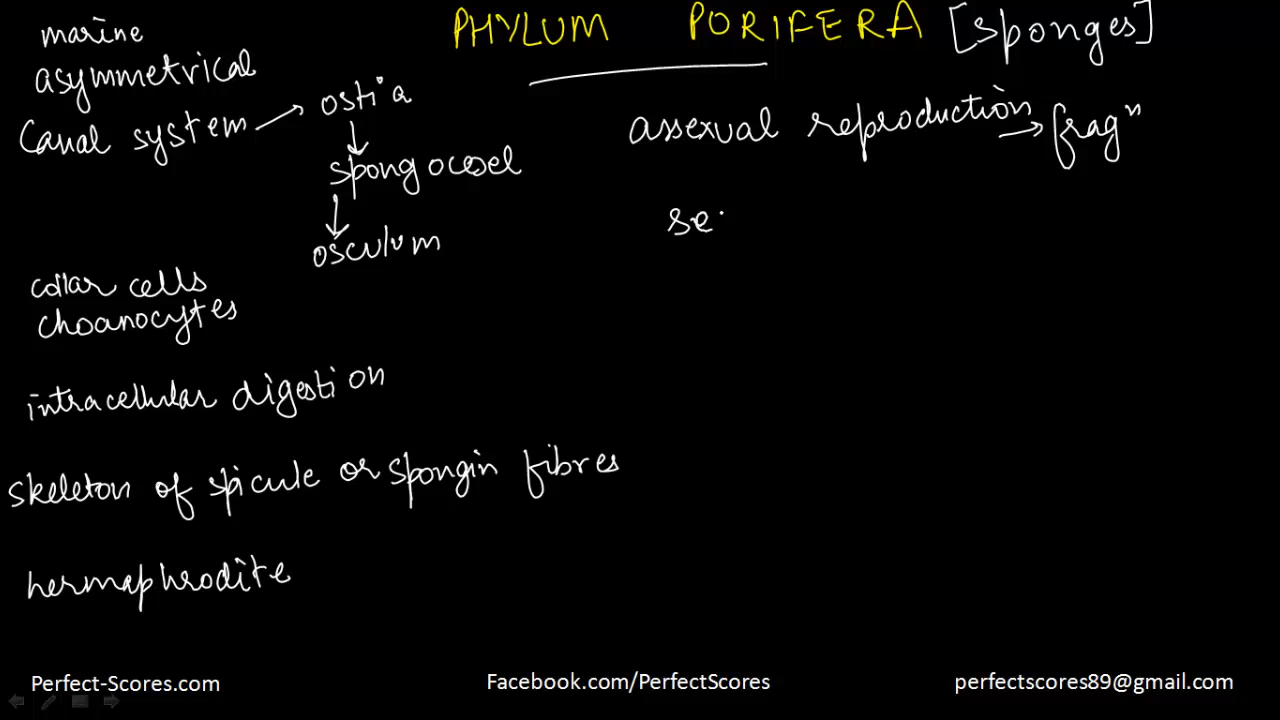 PHYLUM PORIFERA [sponges]
marine
asymmetrical
Canal system → ostia
↓
spongocoel
↓
osculum
collar cells
choanocytes
intracellular digestion
skeleton of spicule or spongin fibres
hermaphrodite
assexual reproduction → fragⁿ
se
Perfect-Scores.com
Facebook.com/PerfectScores
perfectscores89@gmail.com